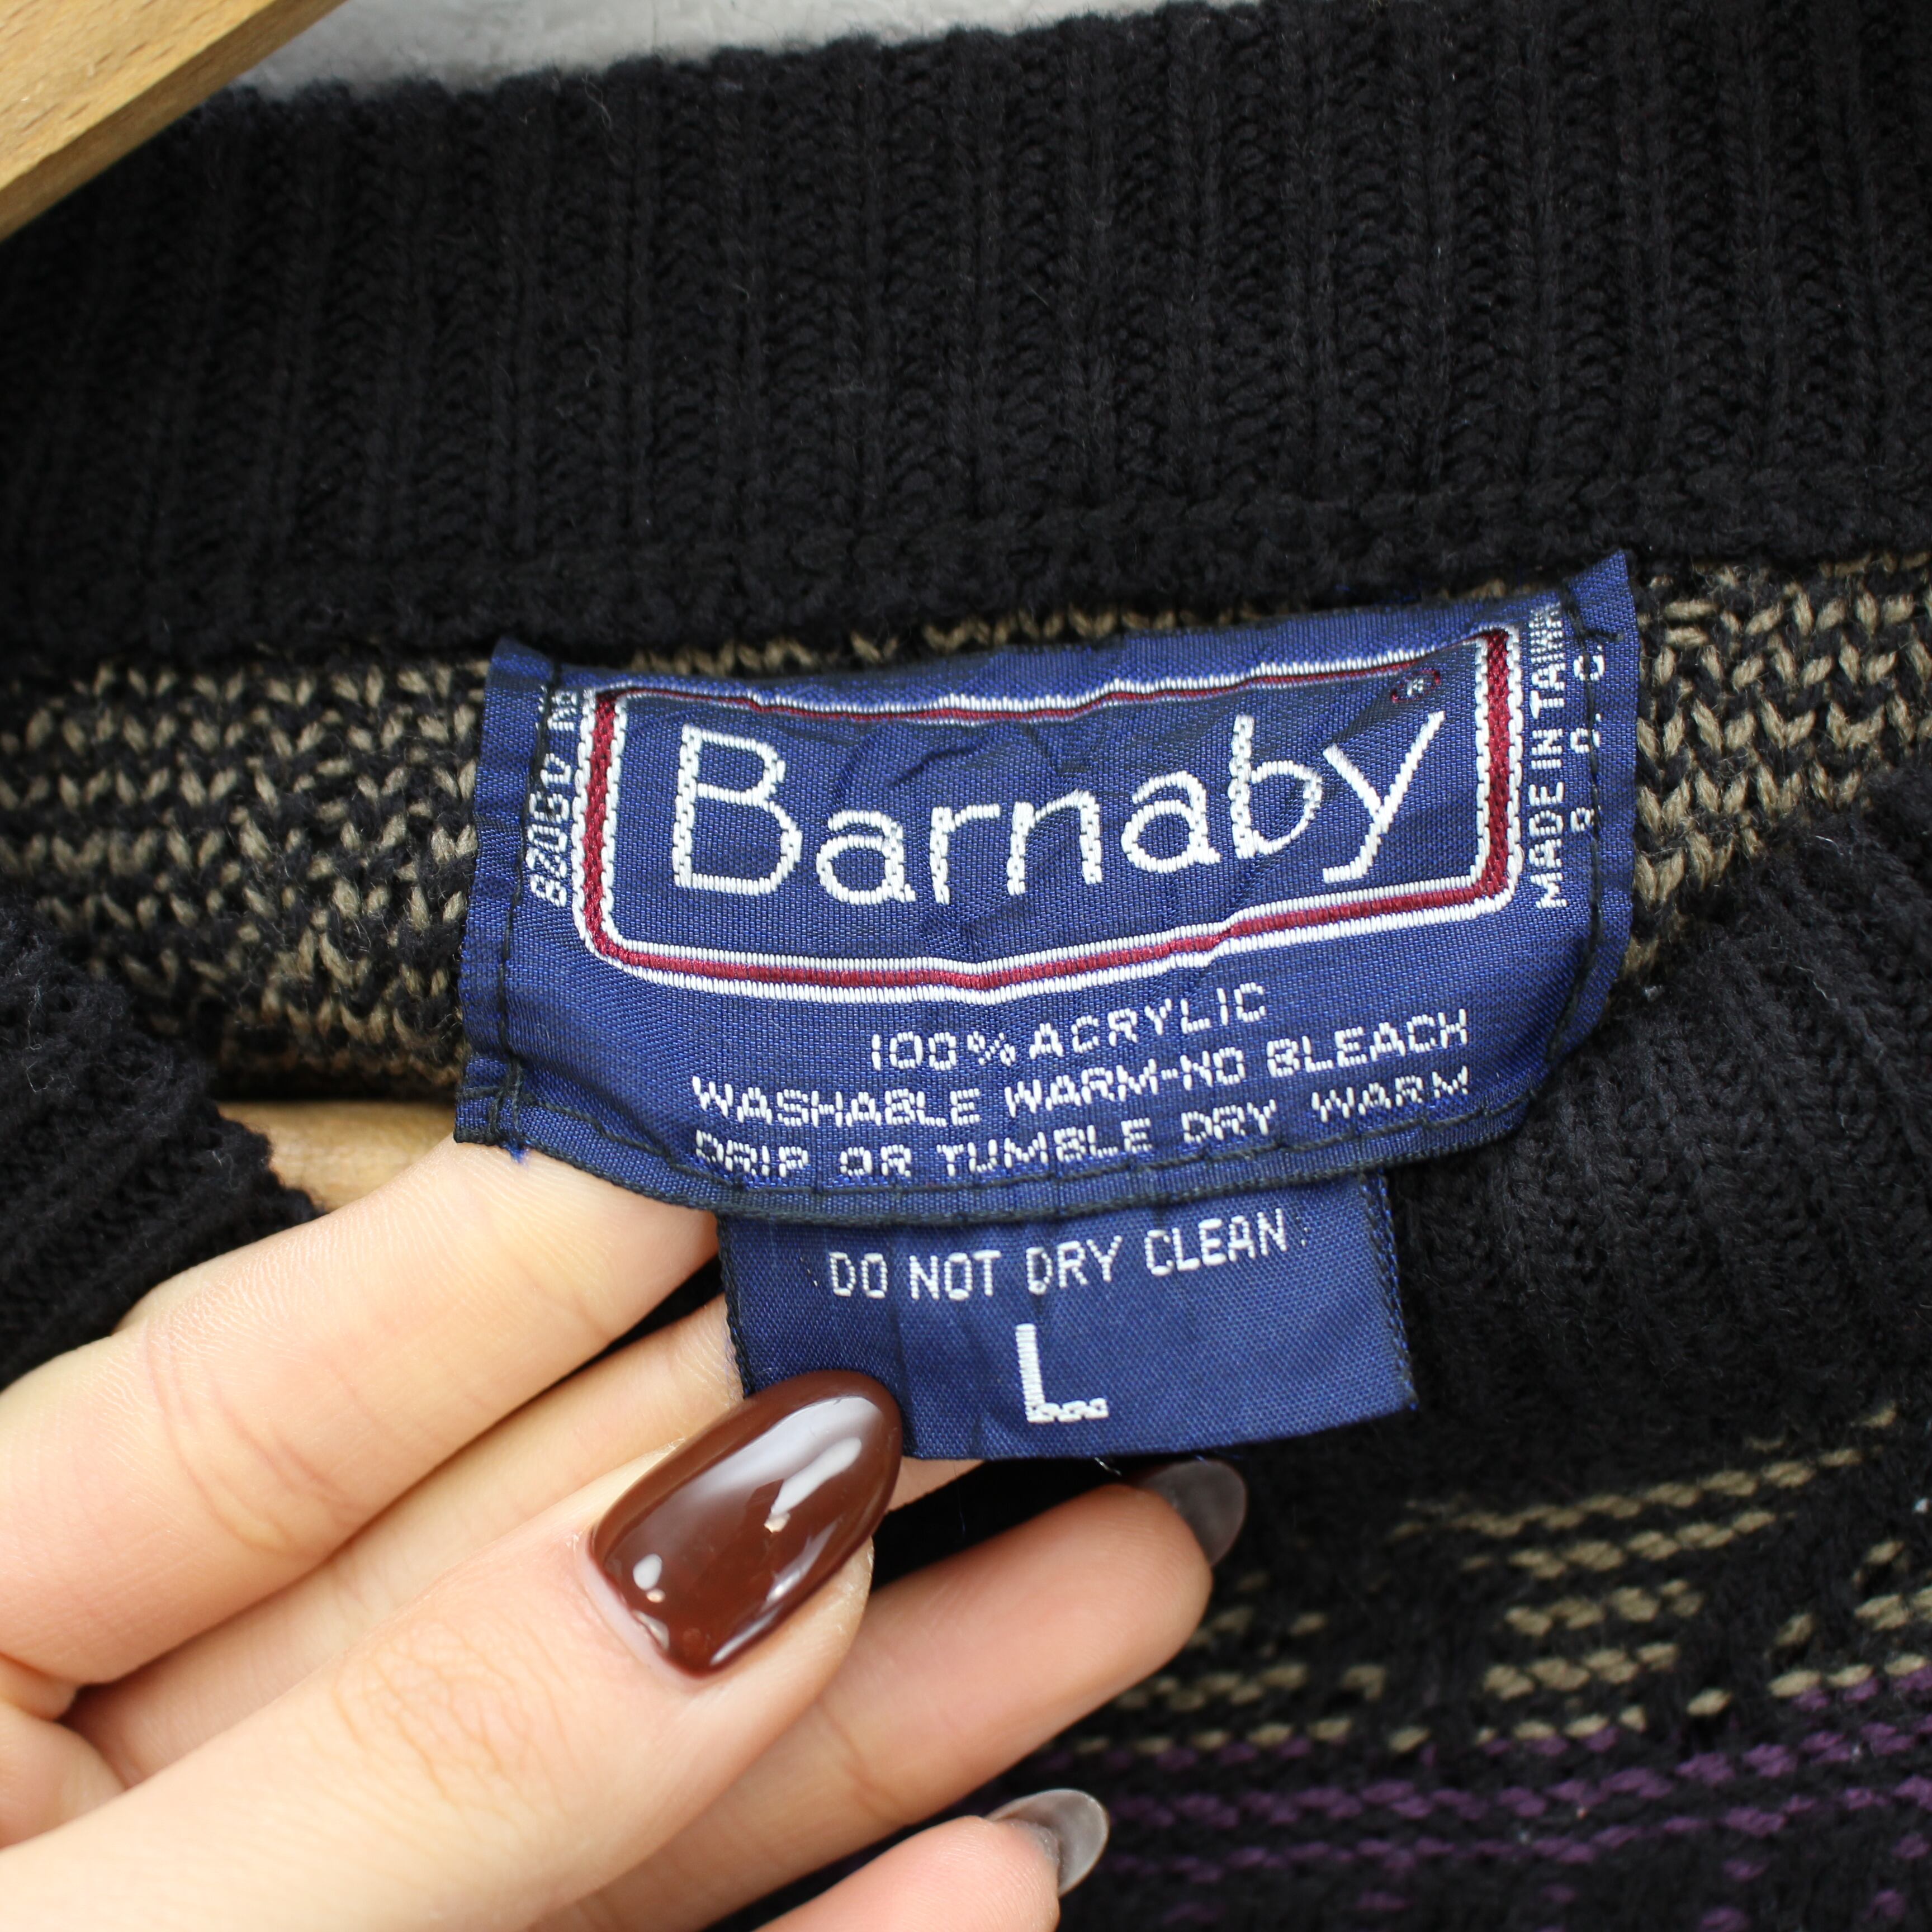 Barnaby
100% ACRYLIC
WASHABLE WARM-NO BLEACH
DRIP OR TUMBLE DRY WARM
DO NOT DRY CLEAN
L
MADE IN TAIWAN
R. O. C.